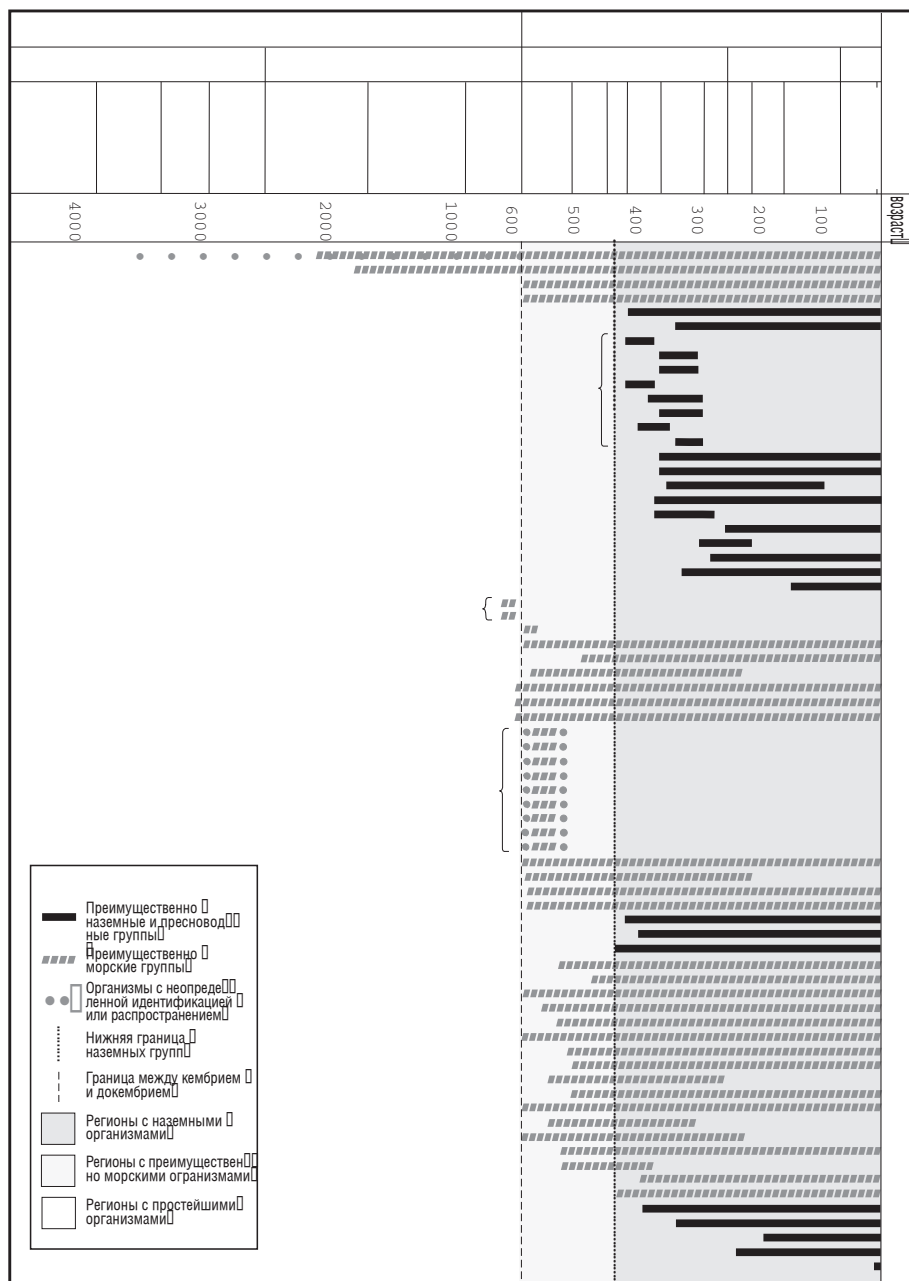 возраст
4000
3000
2000
1000
600
500
400
300
200
100
Преимущественно
наземные и пресновод
ные группы
Преимущественно
морские группы
Организмы с неопреде
ленной идентификацией
или распространением
Нижняя граница
наземных групп
Граница между кембрием
и докембрием
Регионы с наземными
организмами
Регионы с преимуществен
но морскими огранизмами
Регионы с простейшими
организмами